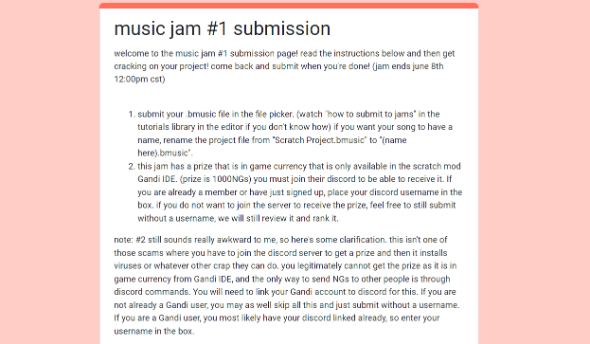 music jam #1 submission
welcome to the music jam #1 submission page! read the instructions below and then get
cracking on your project! come back and submit when you're done! (jam ends june 8th
12:00pm cst)
1. submit your .bmusic file in the file picker. (watch "how to submit to jams" in the
tutorials library in the editor if you don't know how) if you want your song to have a
name, rename the project file from "Scratch Project.bmusic" to "(name
here).bmusic".
2. this jam has a prize that is in game currency that is only available in the scratch mod
Gandi IDE. (prize is 1000NGs) you must join their discord to be able to receive it. If
you are already a member or have just signed up, place your discord username in the
box. if you do not want to join the server to receive the prize, feel free to still submit
without a username, we will still review it and rank it.
note: #2 still sounds really awkward to me, so here's some clarification. this isn't one of
those scams where you have to join the discord server to get a prize and then it installs
viruses or whatever other crap they can do. you legitimately cannot get the prize as it is in
game currency from Gandi IDE, and the only way to send NGs to other people is through
discord commands. You will need to link your Gandi account to discord for this. If you are
not already a Gandi user, you may as well skip all this and just submit without a username.
If you are a Gandi user, you most likely have your discord linked already, so enter your
username in the box.